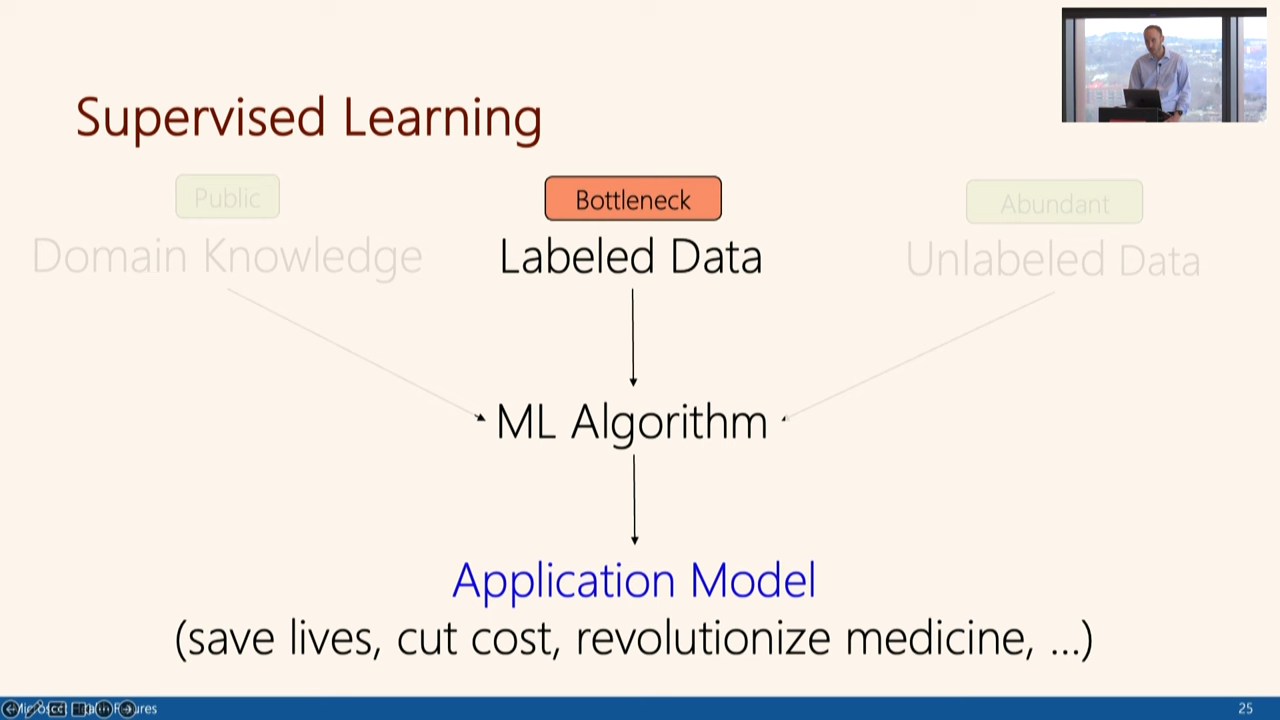 Supervised Learning
Public
Bottleneck
Abundant
Domain Knowledge
Labeled Data
Unlabeled Data
ML Algorithm
Application Model
(save lives, cut cost, revolutionize medicine, ...)
25